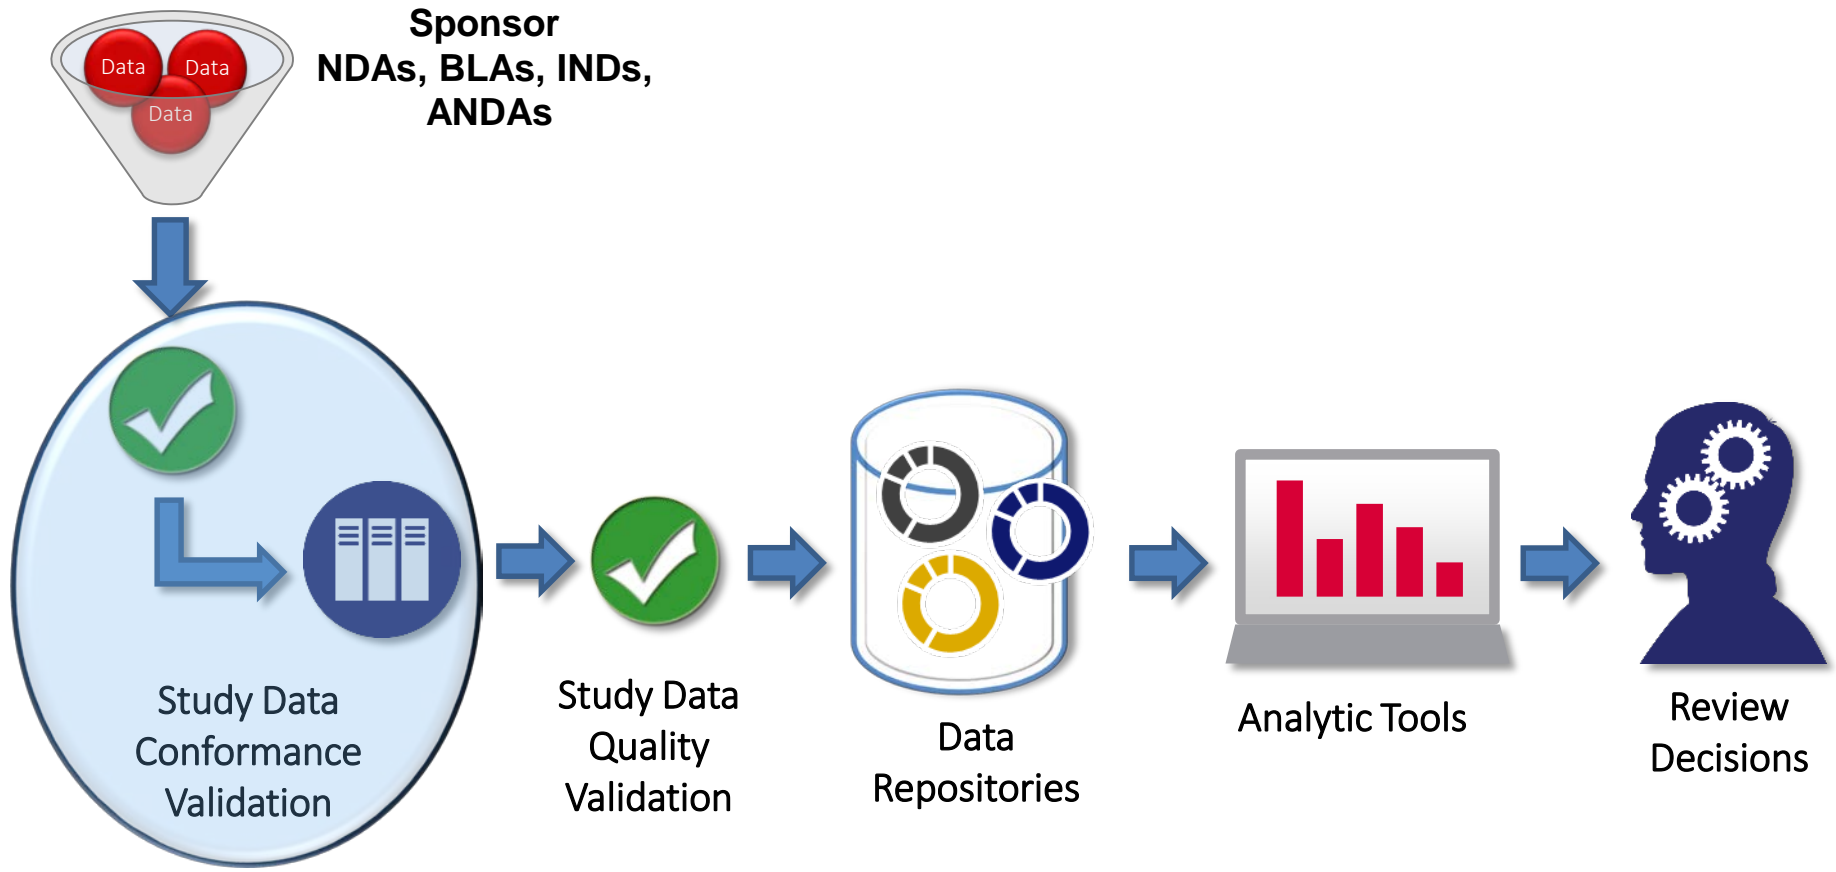 Sponsor
NDAs, BLAs, INDs,
ANDAs
Data
Data
Data
Study Data
Conformance
Validation
Study Data
Quality
Validation
Data
Repositories
Analytic Tools
Review
Decisions